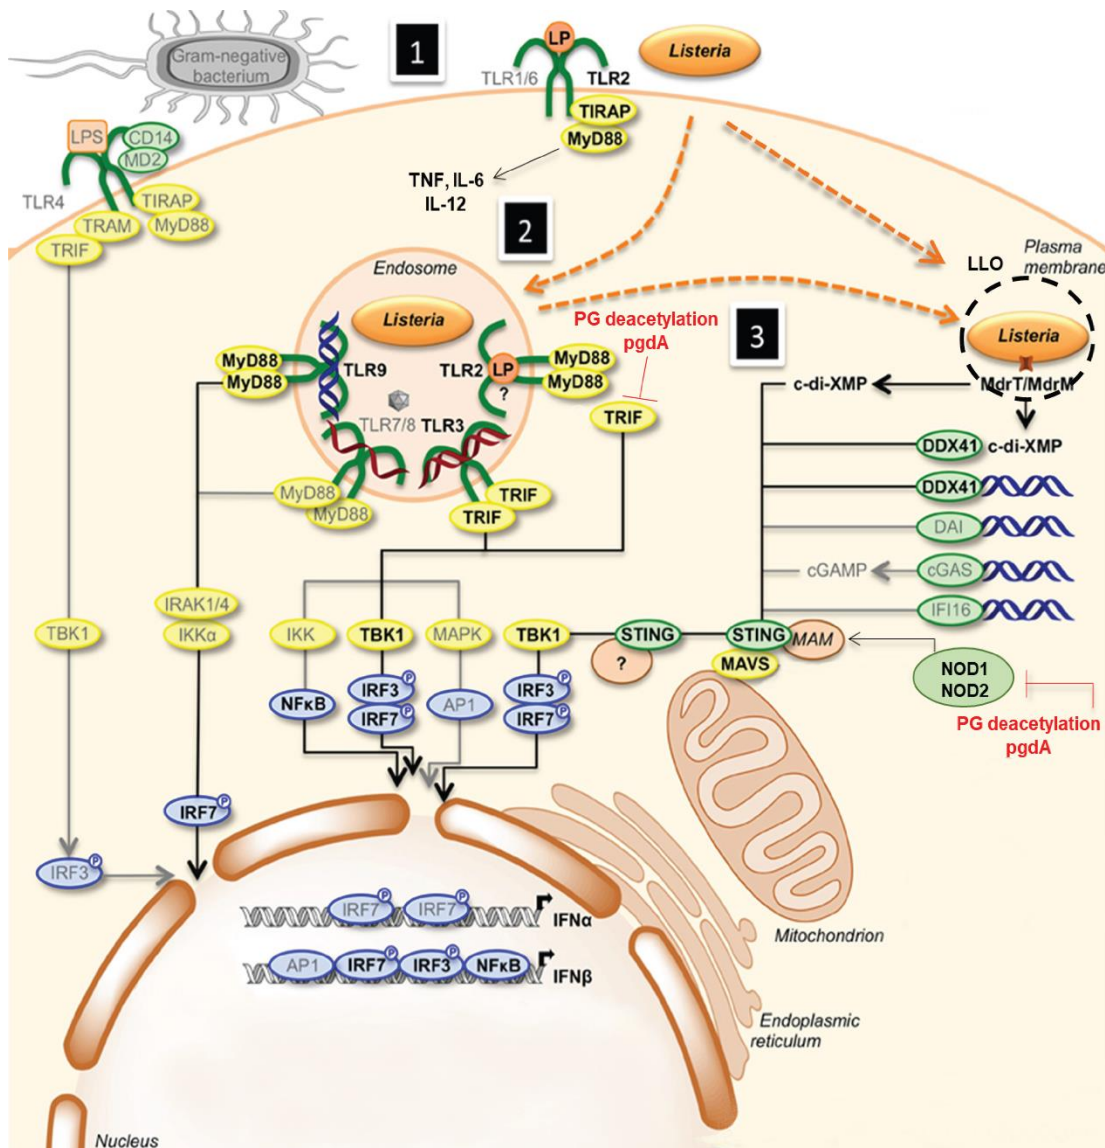 Gram-negative
bacterium
1
LP
Listeria
TLR1/6
TLR2
TIRAP
MyD88
TNF, IL-6
IL-12
LPS
CD14
MD2
TLR4
TIRAP
TRAM
MyD88
TRIF
2
Endosome
Listeria
PG deacetylation
pgdA
3
Plasma
membrane
LLO
Listeria
MyD88
MyD88
TLR9
TLR2
LP
?
MyD88
MyD88
c-di-XMP
MdrT/MdrM
TLR7/8
TLR3
TRIF
DDX41
c-di-XMP
MyD88
MyD88
TRIF
TRIF
DDX41
DAI
cGAMP
cGAS
IFI16
TBK1
IRAK1/4
IKKα
IKK
TBK1
MAPK
TBK1
STING
?
STING
MAM
MAVS
NOD1
NOD2
PG deacetylation
pgdA
NFκB
IRF3
P
IRF7
P
AP1
IRF3
P
IRF7
P
IRF7
P
IRF3
P
IRF7
P
IRF7
P
IFNα
AP1
IRF7
P
IRF3
P
NFκB
IFNβ
Mitochondrion
Endoplasmic
reticulum
Nucleus